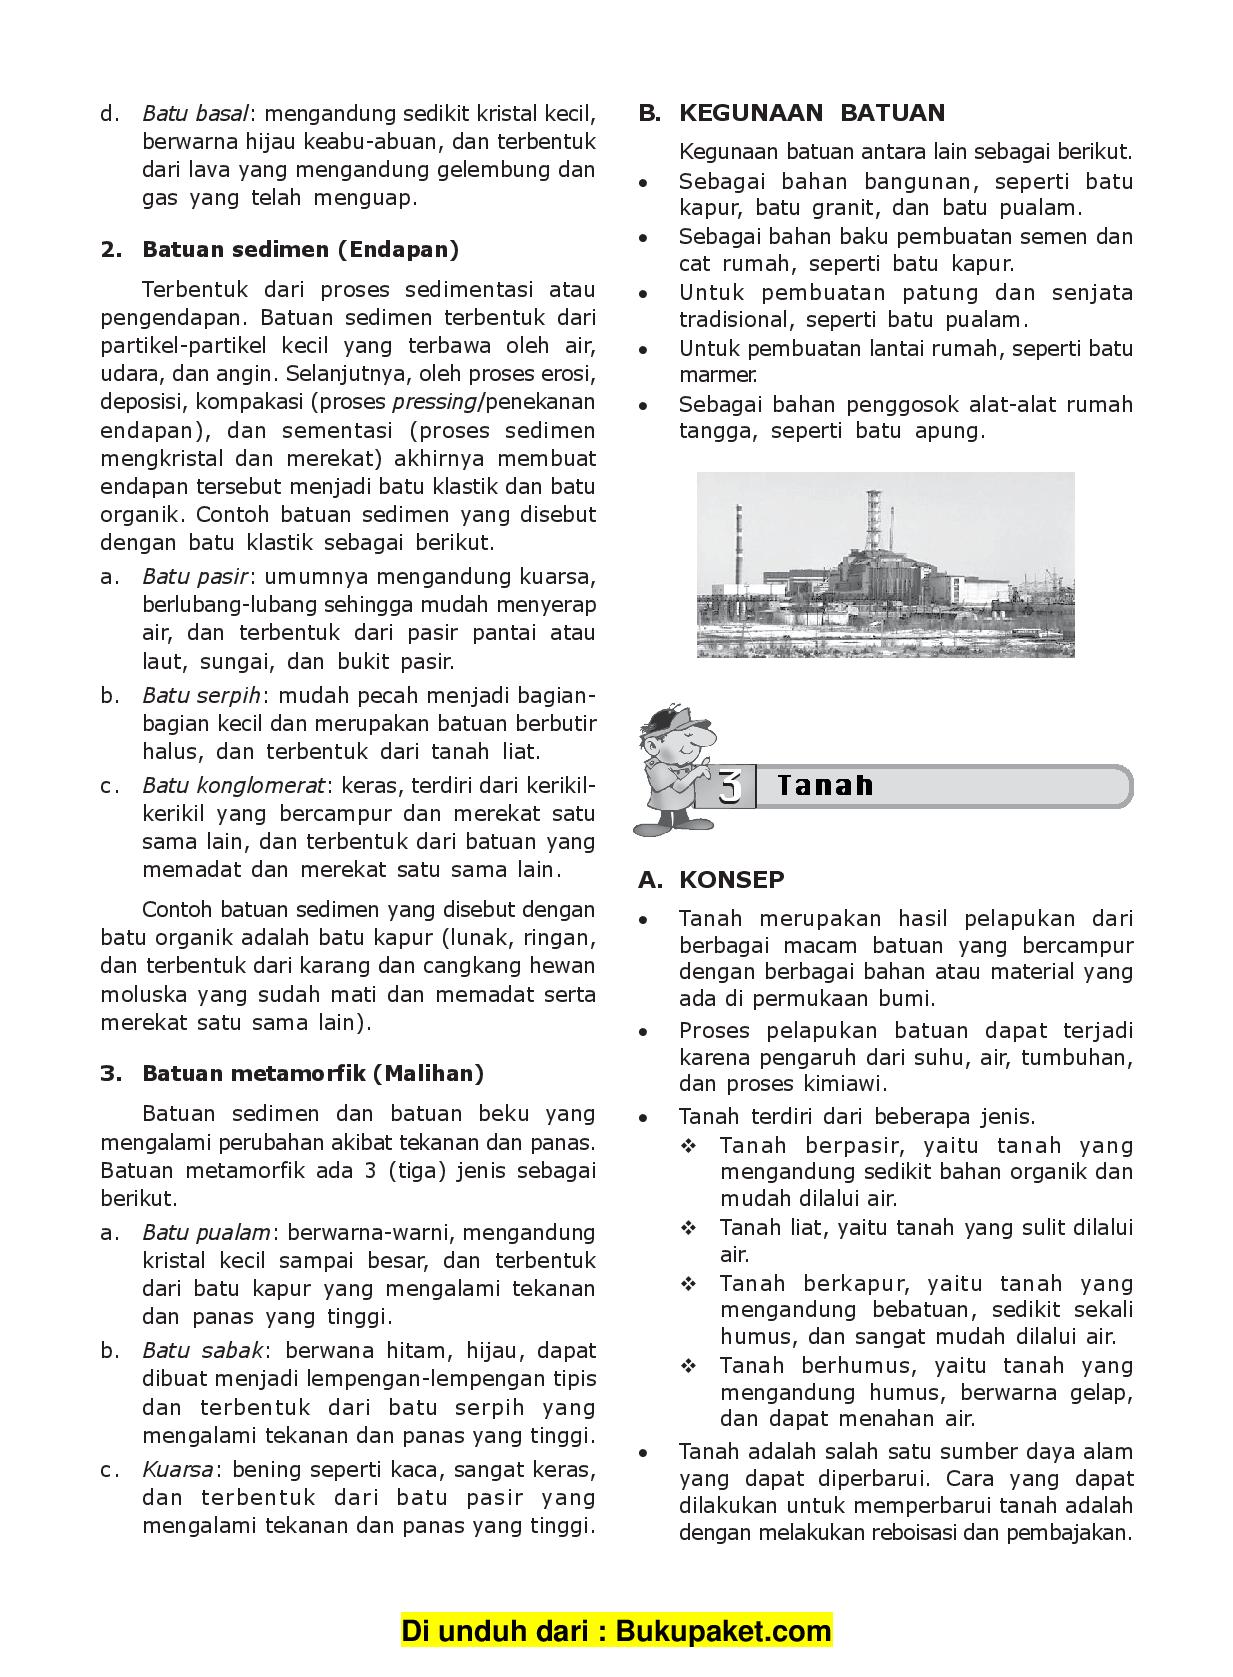 d. Batu basal: mengandung sedikit kristal kecil,
berwarna hijau keabu-abuan, dan terbentuk
dari lava yang mengandung gelembung dan
gas yang telah menguap.
2. Batuan sedimen (Endapan)
Terbentuk dari proses sedimentasi atau
pengendapan. Batuan sedimen terbentuk dari
partikel-partikel kecil yang terbawa oleh air,
udara, dan angin. Selanjutnya, oleh proses erosi,
deposisi, kompakasi (proses pressing/penekanan
endapan), dan sementasi (proses sedimen
mengkristal dan merekat) akhirnya membuat
endapan tersebut menjadi batu klastik dan batu
organik. Contoh batuan sedimen yang disebut
dengan batu klastik sebagai berikut.
a. Batu pasir: umumnya mengandung kuarsa,
berlubang-lubang sehingga mudah menyerap
air, dan terbentuk dari pasir pantai atau
laut, sungai, dan bukit pasir.
b. Batu serpih: mudah pecah menjadi bagian-
bagian kecil dan merupakan batuan berbutir
halus, dan terbentuk dari tanah liat.
c. Batu konglomerat: keras, terdiri dari kerikil-
kerikil yang bercampur dan merekat satu
sama lain, dan terbentuk dari batuan yang
memadat dan merekat satu sama lain.
Contoh batuan sedimen yang disebut dengan
batu organik adalah batu kapur (lunak, ringan,
dan terbentuk dari karang dan cangkang hewan
moluska yang sudah mati dan memadat serta
merekat satu sama lain).
3. Batuan metamorfik (Malihan)
Batuan sedimen dan batuan beku yang
mengalami perubahan akibat tekanan dan panas.
Batuan metamorfik ada 3 (tiga) jenis sebagai
berikut.
a. Batu pualam: berwarna-warni, mengandung
kristal kecil sampai besar, dan terbentuk
dari batu kapur yang mengalami tekanan
dan panas yang tinggi.
b. Batu sabak: berwana hitam, hijau, dapat
dibuat menjadi lempengan-lempengan tipis
dan terbentuk dari batu serpih yang
mengalami tekanan dan panas yang tinggi.
c. Kuarsa: bening seperti kaca, sangat keras,
dan terbentuk dari batu pasir yang
mengalami tekanan dan panas yang tinggi.
B. KEGUNAAN BATUAN
Kegunaan batuan antara lain sebagai berikut.
• Sebagai bahan bangunan, seperti batu
kapur, batu granit, dan batu pualam.
• Sebagai bahan baku pembuatan semen dan
cat rumah, seperti batu kapur.
• Untuk pembuatan patung dan senjata
tradisional, seperti batu pualam.
• Untuk pembuatan lantai rumah, seperti batu
marmer.
• Sebagai bahan penggosok alat-alat rumah
tangga, seperti batu apung.
3 Tanah
A. KONSEP
• Tanah merupakan hasil pelapukan dari
berbagai macam batuan yang bercampur
dengan berbagai bahan atau material yang
ada di permukaan bumi.
• Proses pelapukan batuan dapat terjadi
karena pengaruh dari suhu, air, tumbuhan,
dan proses kimiawi.
• Tanah terdiri dari beberapa jenis.
❖ Tanah berpasir, yaitu tanah yang
mengandung sedikit bahan organik dan
mudah dilalui air.
❖ Tanah liat, yaitu tanah yang sulit dilalui
air.
❖ Tanah berkapur, yaitu tanah yang
mengandung bebatuan, sedikit sekali
humus, dan sangat mudah dilalui air.
❖ Tanah berhumus, yaitu tanah yang
mengandung humus, berwarna gelap,
dan dapat menahan air.
• Tanah adalah salah satu sumber daya alam
yang dapat diperbarui. Cara yang dapat
dilakukan untuk memperbarui tanah adalah
dengan melakukan reboisasi dan pembajakan.
Di unduh dari : Bukupaket.com